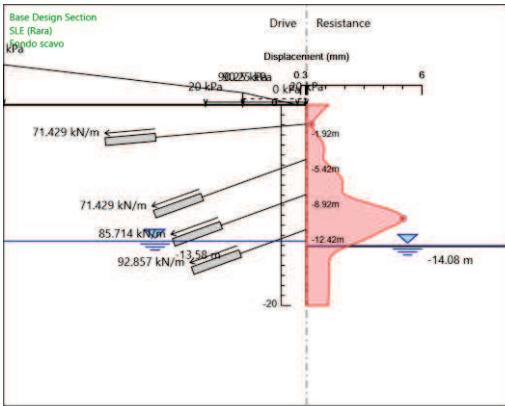 Base Design Section
SLE (Rara)
Fondo scavo
kPa
Drive
Resistance
Displacement (mm)
0.3
6
20 kPa
0 kPa
20 kPa
71.429 kN/m
-1.92m
-5.42m
71.429 kN/m
-8.92m
85.714 kN/m
-12.42m
-13.58 m
92.857 kN/m
-14.08 m
-20